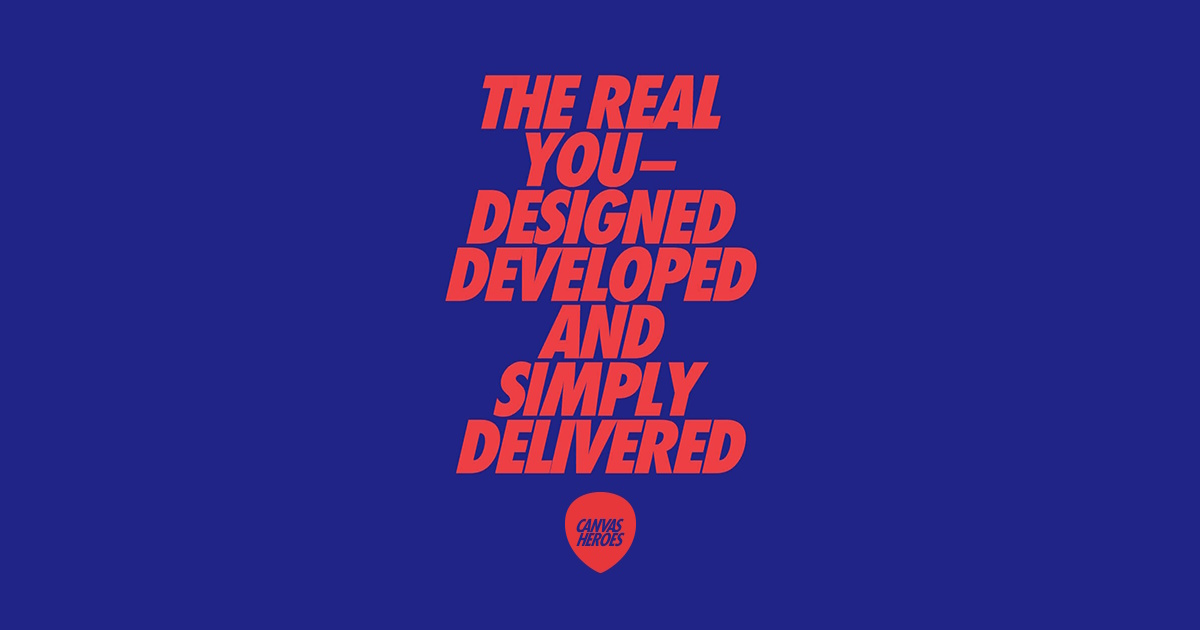 THE REAL
YOU—
DESIGNED
DEVELOPED
AND
SIMPLY
DELIVERED
CANVAS
HEROES